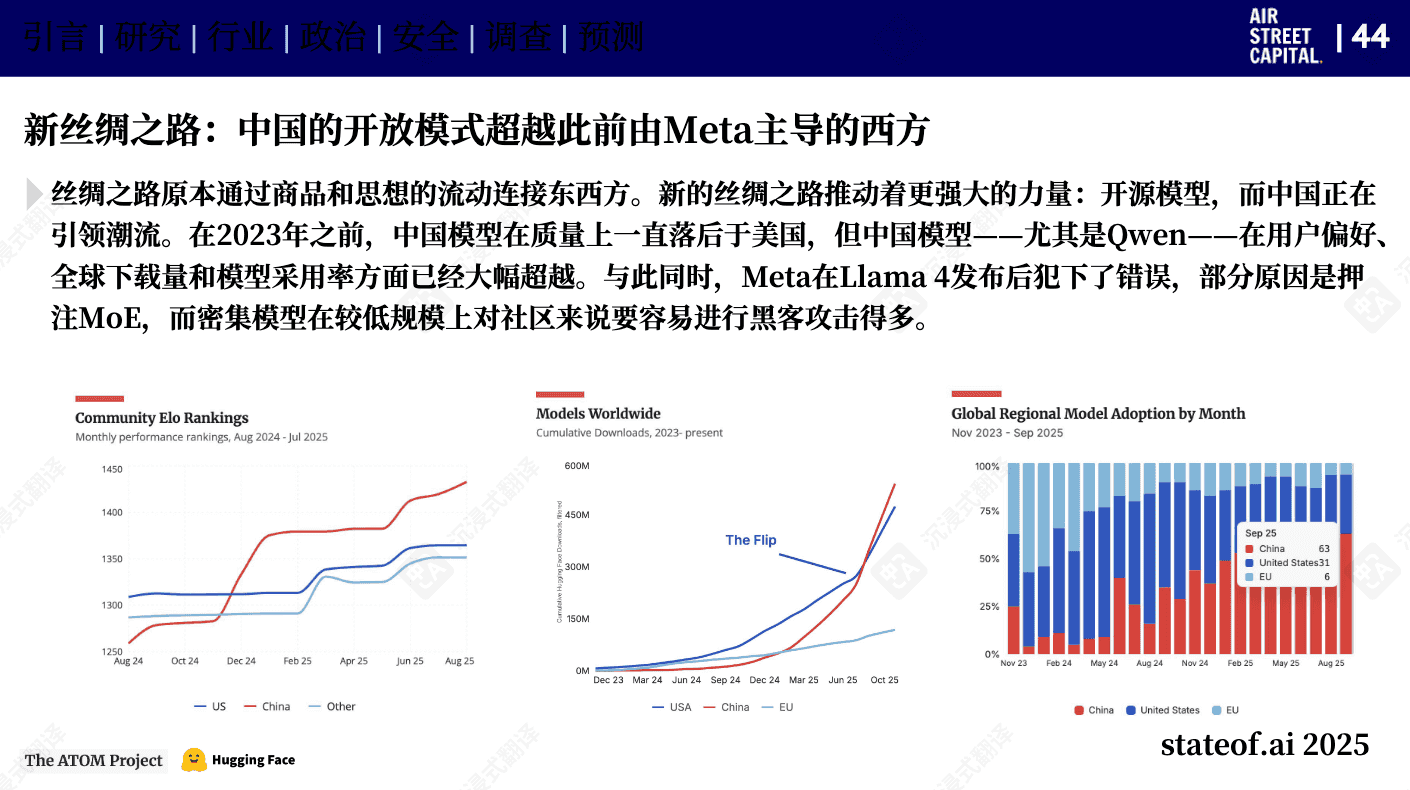 引言 | 研究 | 行业 | 政治 | 安全 | 调查 | 预测
AIR
STREET
CAPITAL.
| 44
新丝绸之路：中国的开放模式超越此前由Meta主导的西方
丝绸之路原本通过商品和思想的流动连接东西方。新的丝绸之路推动着更强大的力量：开源模型，而中国正在
引领潮流。在2023年之前，中国模型在质量上一直落后于美国，但中国模型——尤其是Qwen——在用户偏好、
全球下载量和模型采用率方面已经大幅超越。与此同时，Meta在Llama 4发布后犯下了错误，部分原因是押
注MoE，而密集模型在较低规模上对社区来说要容易进行黑客攻击得多。
Community Elo Rankings
Monthly performance rankings, Aug 2024 - Jul 2025
1450
1400
1350
1300
1250
Aug 24 Oct 24 Dec 24 Feb 25 Apr 25 Jun 25 Aug 25
US China Other
Models Worldwide
Cumulative Downloads, 2023- present
Cumulative Hugging Face Downloads, filtered
600M
450M
300M
150M
0M
The Flip
Dec 23 Mar 24 Jun 24 Sep 24 Dec 24 Mar 25 Jun 25 Oct 25
USA China EU
Global Regional Model Adoption by Month
Nov 2023 - Sep 2025
100%
75%
50%
25%
0%
Sep 25
China 63
United States31
EU 6
Nov 23 Feb 24 May 24 Aug 24 Nov 24 Feb 25 May 25 Aug 25
China United States EU
The ATOM Project
Hugging Face
stateof.ai 2025
沉浸式翻译